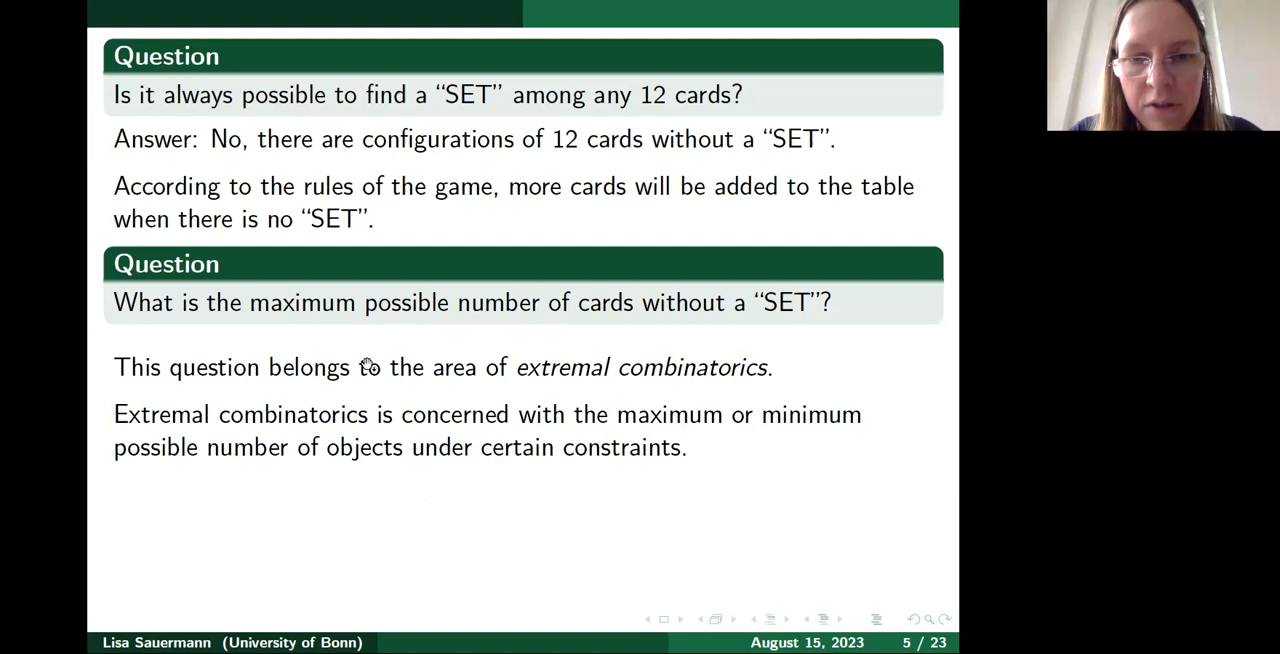 Question
Is it always possible to find a “SET” among any 12 cards?
Answer: No, there are configurations of 12 cards without a “SET”.
According to the rules of the game, more cards will be added to the table
when there is no “SET”.
Question
What is the maximum possible number of cards without a “SET”?
This question belongs to the area of extremal combinatorics.
Extremal combinatorics is concerned with the maximum or minimum
possible number of objects under certain constraints.
Lisa Sauermann (University of Bonn) August 15, 2023 5 / 23